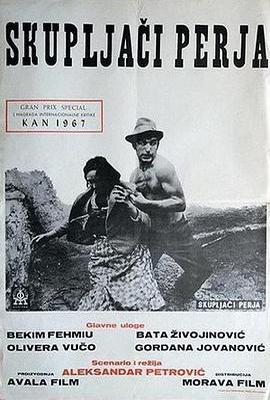 SKUPLJAČI PERJA
GRAN PRIX SPECIAL
I NAGRADA INTERNACIONALNE KRITIKE
KAN 1967
SKUPLJAČI PERJA
Glavne uloge
BEKIM FEHMIU BATA ŽIVOJINOVIĆ
OLIVERA VUČO GORDANA JOVANOVIĆ
Scenario i režija
ALEKSANDAR PETROVIĆ
PROIZVODNJA DISTRIBUCIJA
AVALA FILM MORAVA FILM